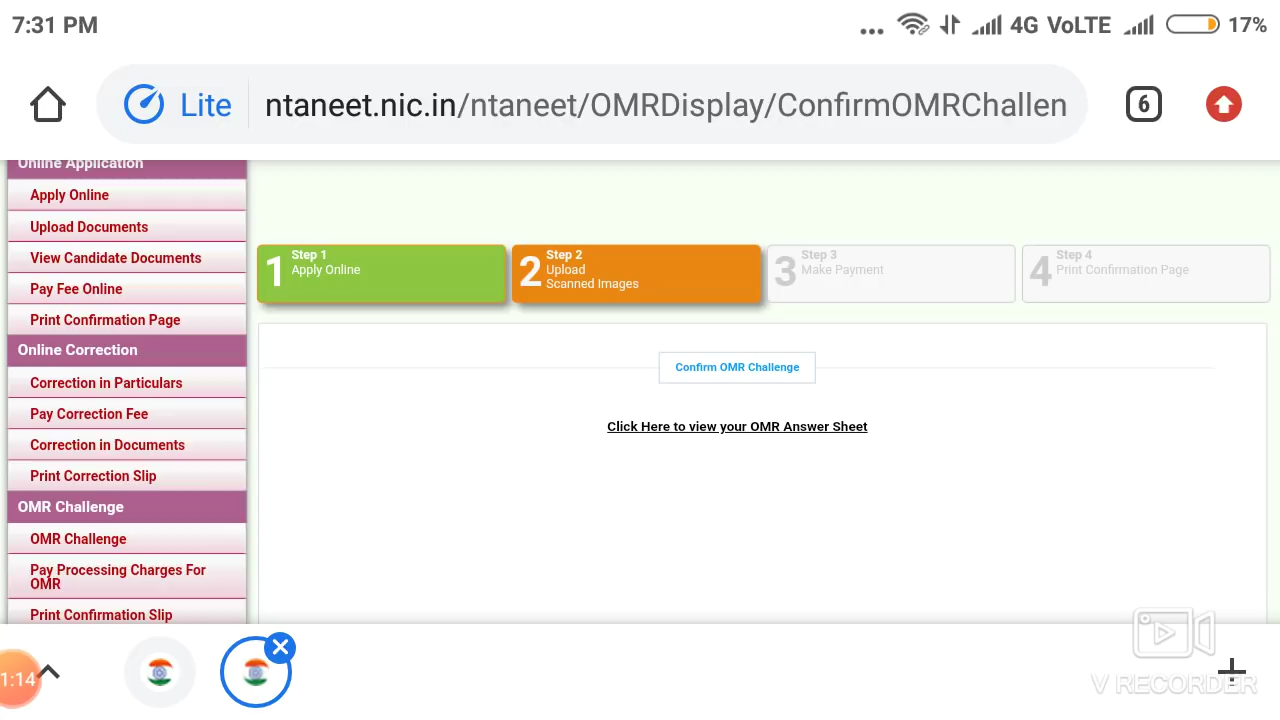 7:31 PM
4G VoLTE
17%
Lite
ntaneet.nic.in/ntaneet/OMRDisplay/ConfirmOMRChallen
6
Online Application
Apply Online
Upload Documents
View Candidate Documents
Pay Fee Online
Print Confirmation Page
Online Correction
Correction in Particulars
Pay Correction Fee
Correction in Documents
Print Correction Slip
OMR Challenge
OMR Challenge
Pay Processing Charges For
OMR
Print Confirmation Slip
1
Step 1
Apply Online
2
Step 2
Upload
Scanned Images
3
Step 3
Make Payment
4
Step 4
Print Confirmation Page
Confirm OMR Challenge
Click Here to view your OMR Answer Sheet
1:14
V RECORDER